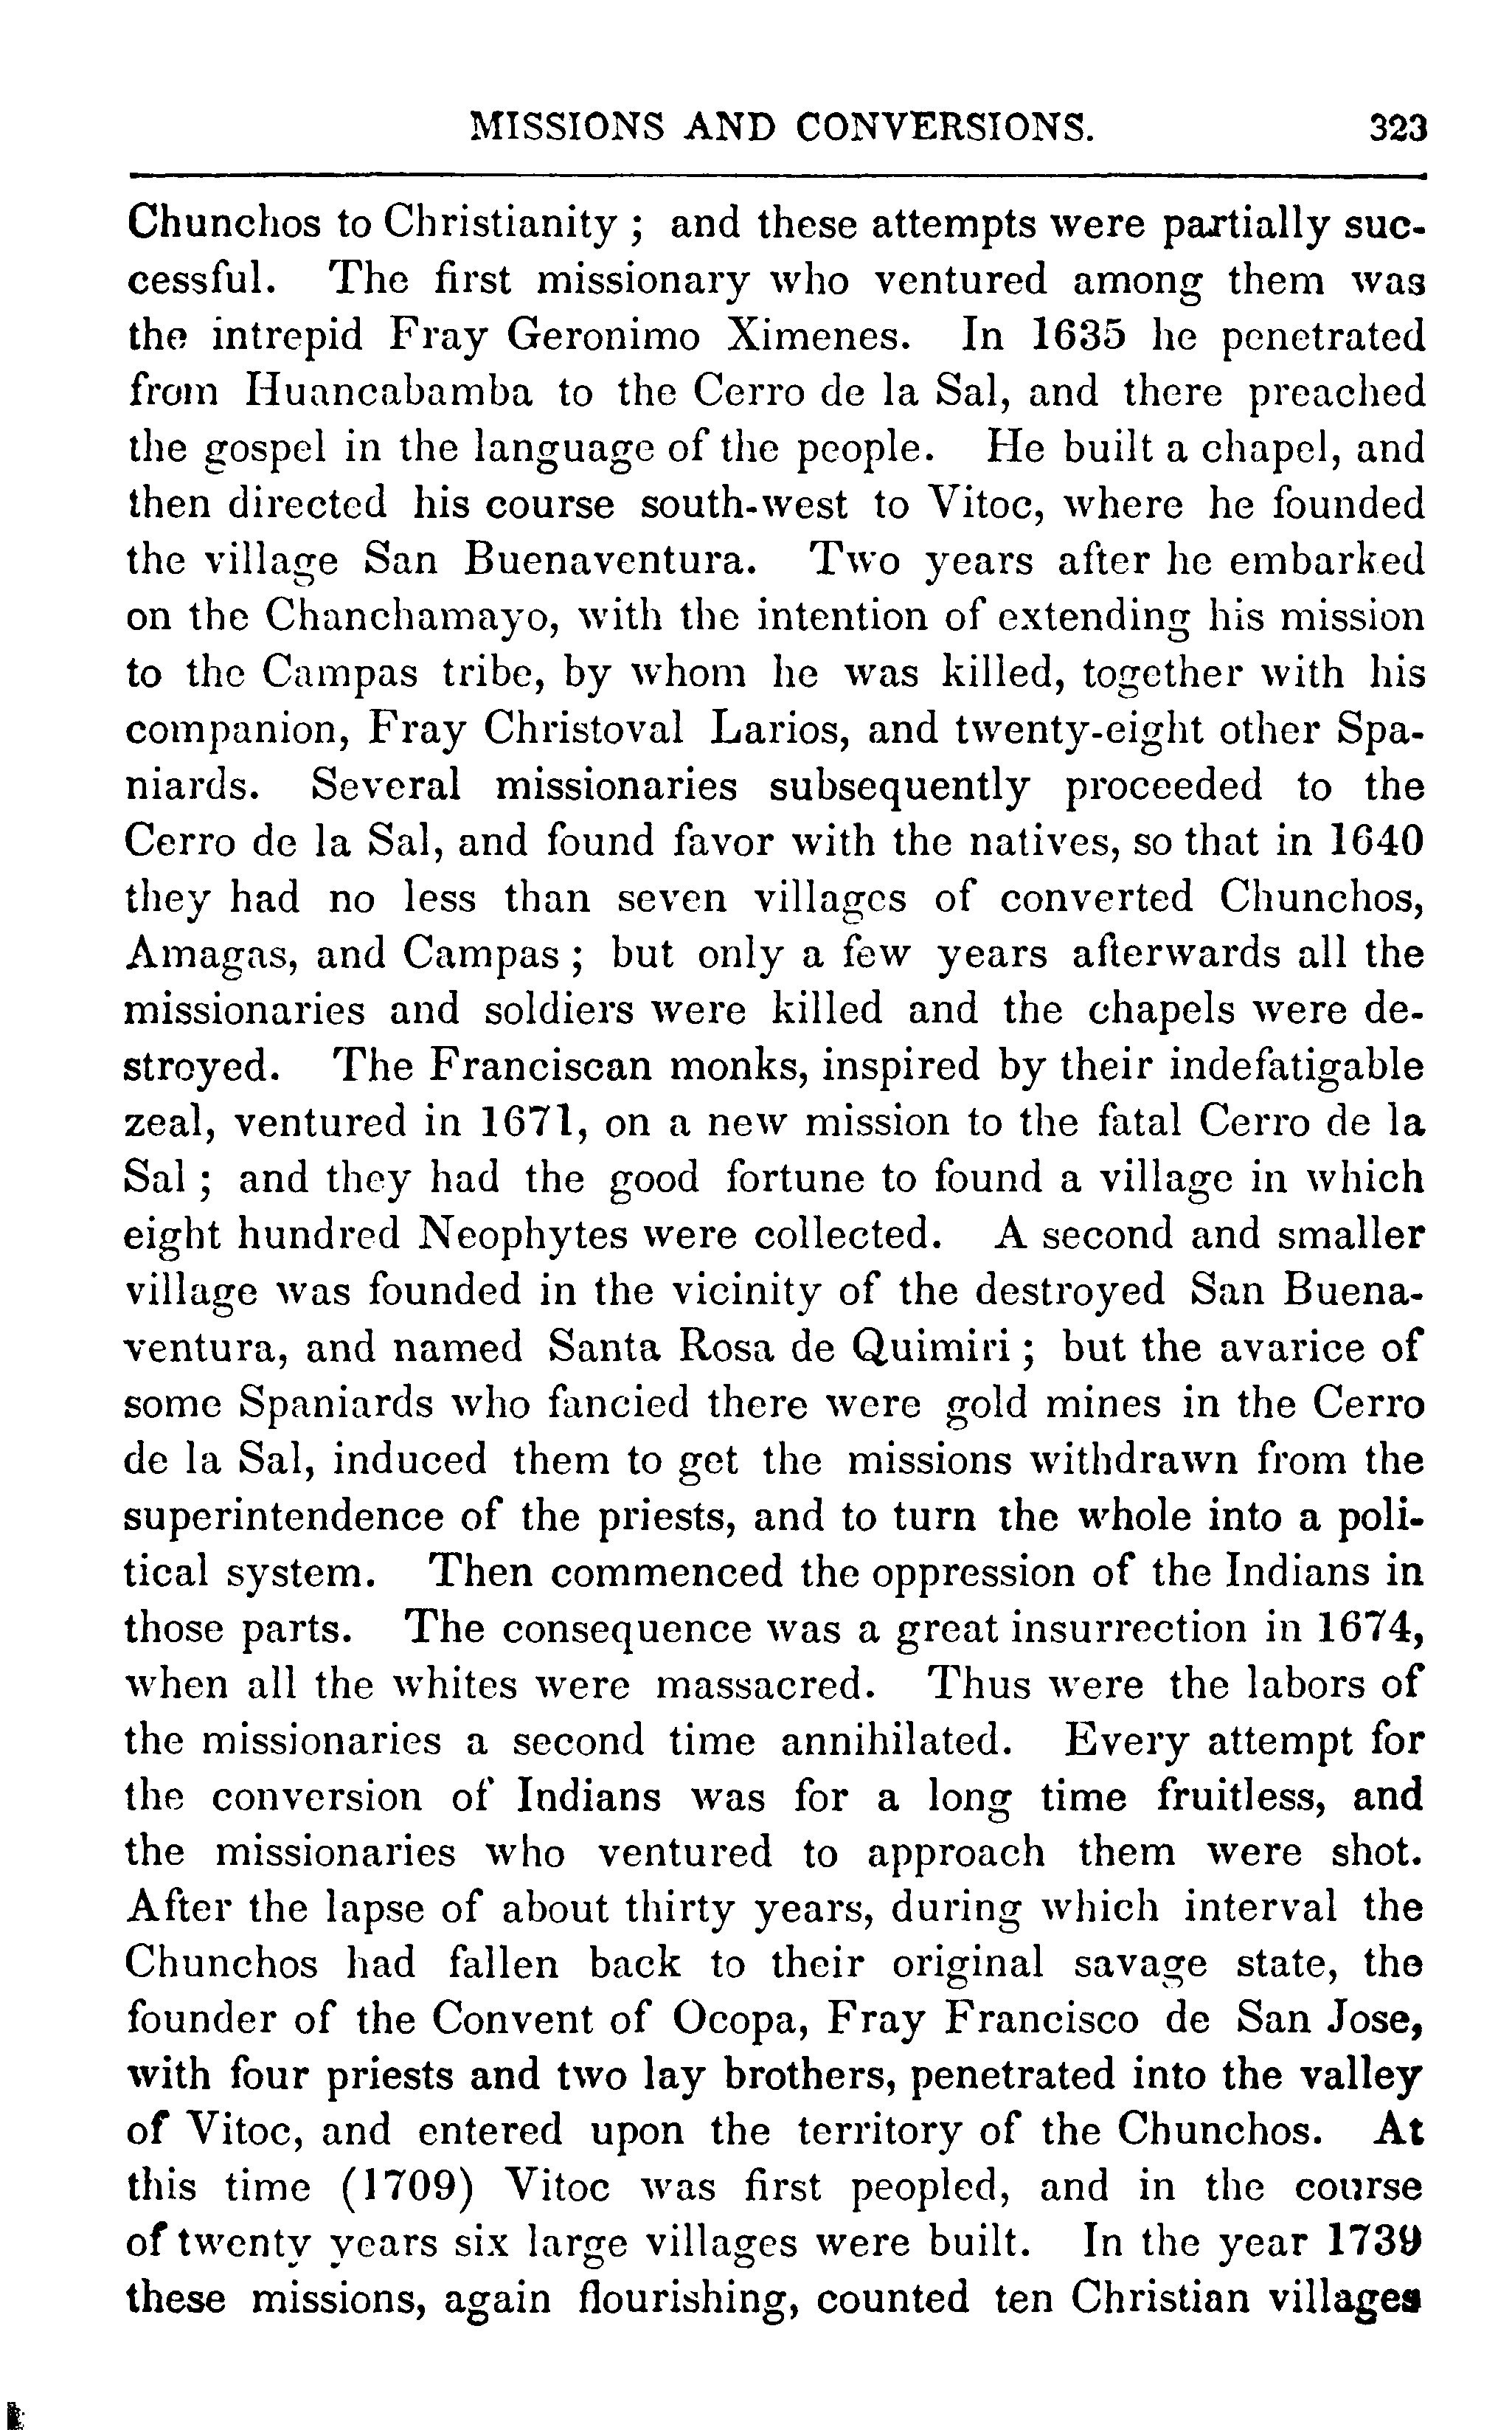 MISSIONS AND CONVERSIONS. 323
Chunchos to Christianity ; and these attempts were partially suc-
cessful. The first missionary who ventured among them was
the intrepid Fray Geronimo Ximenes. In 1635 he penetrated
from Huancabamba to the Cerro de la Sal, and there preached
the gospel in the language of the people. He built a chapel, and
then directed his course south-west to Vitoc, where he founded
the village San Buenaventura. Two years after he embarked
on the Chanchamayo, with the intention of extending his mission
to the Campas tribe, by whom he was killed, together with his
companion, Fray Christoval Larios, and twenty-eight other Spa-
niards. Several missionaries subsequently proceeded to the
Cerro de la Sal, and found favor with the natives, so that in 1640
they had no less than seven villages of converted Chunchos,
Amagas, and Campas ; but only a few years afterwards all the
missionaries and soldiers were killed and the chapels were de-
stroyed. The Franciscan monks, inspired by their indefatigable
zeal, ventured in 1671, on a new mission to the fatal Cerro de la
Sal ; and they had the good fortune to found a village in which
eight hundred Neophytes were collected. A second and smaller
village was founded in the vicinity of the destroyed San Buena-
ventura, and named Santa Rosa de Quimiri ; but the avarice of
some Spaniards who fancied there were gold mines in the Cerro
de la Sal, induced them to get the missions withdrawn from the
superintendence of the priests, and to turn the whole into a poli-
tical system. Then commenced the oppression of the Indians in
those parts. The consequence was a great insurrection in 1674,
when all the whites were massacred. Thus were the labors of
the missionaries a second time annihilated. Every attempt for
the conversion of Indians was for a long time fruitless, and
the missionaries who ventured to approach them were shot.
After the lapse of about thirty years, during which interval the
Chunchos had fallen back to their original savage state, the
founder of the Convent of Ocopa, Fray Francisco de San Jose,
with four priests and two lay brothers, penetrated into the valley
of Vitoc, and entered upon the territory of the Chunchos. At
this time (1709) Vitoc was first peopled, and in the course
of twenty years six large villages were built. In the year 1739
these missions, again flourishing, counted ten Christian villages